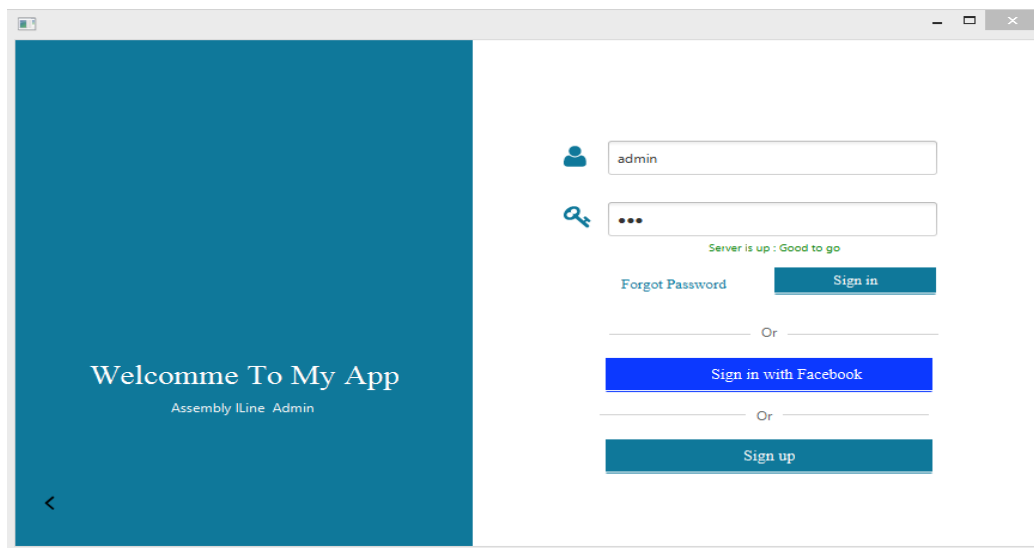 Welcomme To My App
Assembly lLine Admin
admin
•••
Server is up : Good to go
Forgot Password
Sign in
Or
Sign in with Facebook
Or
Sign up